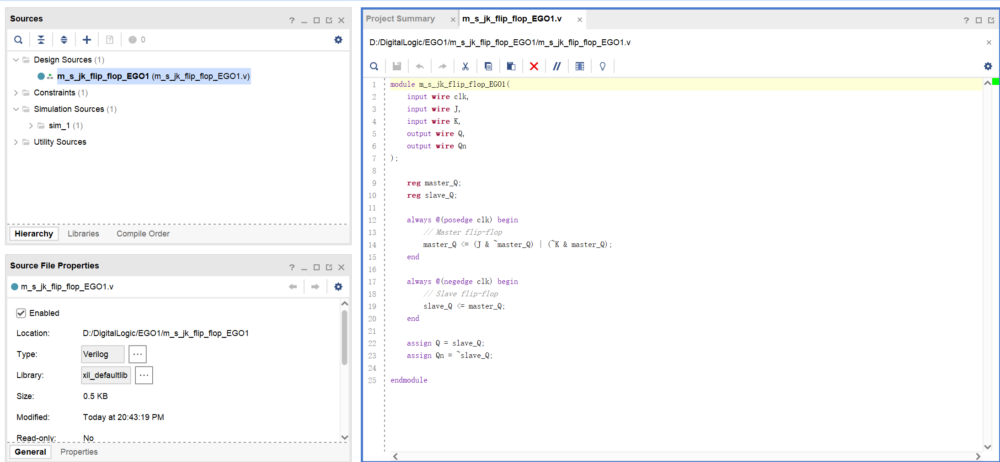 Sources
0
Design Sources (1)
m_s_jk_flip_flop_EGO1 (m_s_jk_flip_flop_EGO1.v)
Constraints (1)
Simulation Sources (1)
sim_1 (1)
Utility Sources
Hierarchy Libraries Compile Order
Source File Properties
m_s_jk_flip_flop_EGO1.v
Enabled
Location: D:/DigitalLogic/EGO1/m_s_jk_flip_flop_EGO1
Type: Verilog ...
Library: xil_defaultlib ...
Size: 0.5 KB
Modified: Today at 20:43:19 PM
Read-only: No
General Properties
Project Summary m_s_jk_flip_flop_EGO1.v
D:/DigitalLogic/EGO1/m_s_jk_flip_flop_EGO1/m_s_jk_flip_flop_EGO1.v
1 module m_s_jk_flip_flop_EGO1(
2     input wire clk,
3     input wire J,
4     input wire K,
5     output wire Q,
6     output wire Qn
7 );
8
9     reg master_Q;
10     reg slave_Q;
11
12     always @(posedge clk) begin
13         // Master flip-flop
14         master_Q <= (J & ~master_Q) | (~K & master_Q);
15     end
16
17     always @(negedge clk) begin
18         // Slave flip-flop
19         slave_Q <= master_Q;
20     end
21
22     assign Q = slave_Q;
23     assign Qn = ~slave_Q;
24
25 endmodule